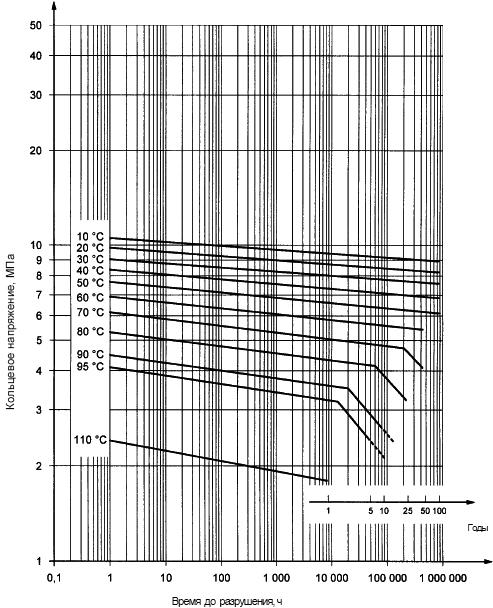 50
40
30
20
10
9
8
7
6
5
4
3
2
1
Кольцевое напряжение, МПа
10 °C
20 °C
30 °C
40 °C
50 °C
60 °C
70 °C
80 °C
90 °C
95 °C
110 °C
1 5 10 25 50 100
Годы
0,1 1 10 100 1 000 10 000 100 000 1 000 000
Время до разрушения, ч